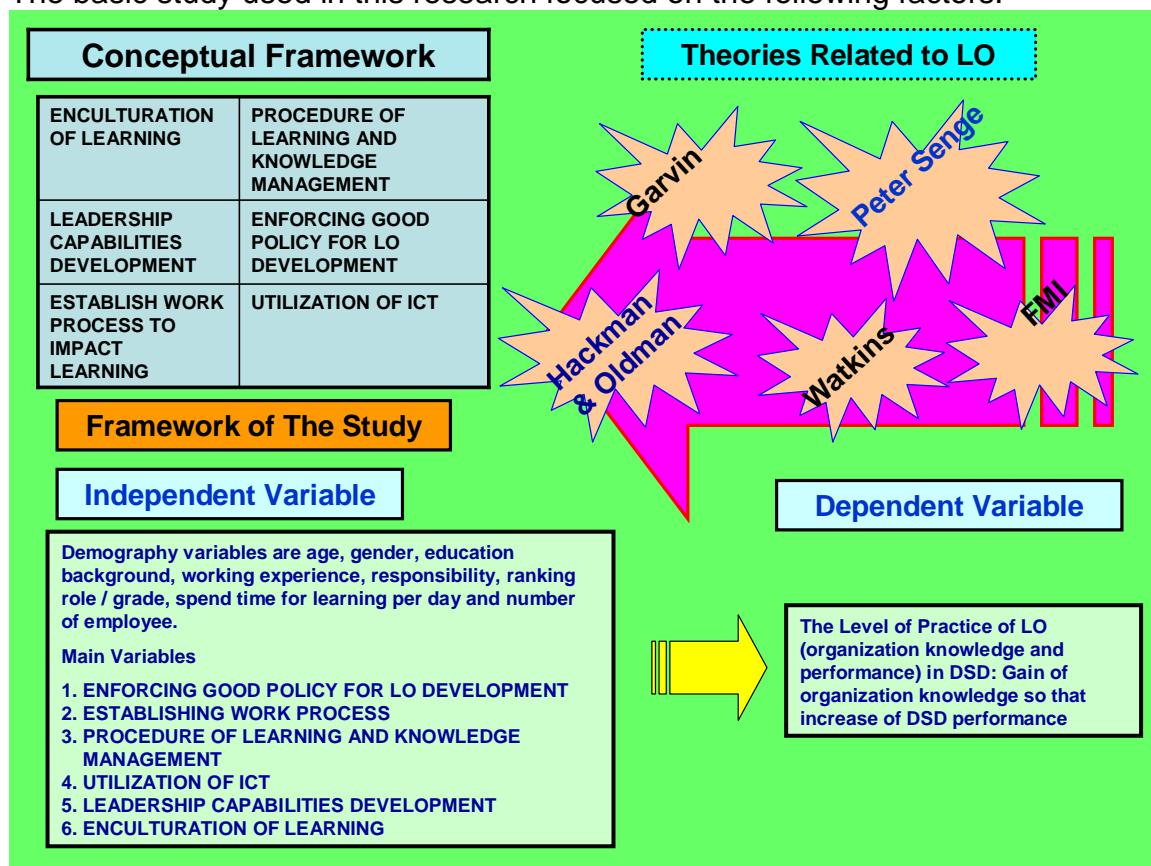 The basic study used in this research focused on the following factors.
Conceptual Framework
ENCULTURATION
OF LEARNING
PROCEDURE OF
LEARNING AND
KNOWLEDGE
MANAGEMENT
LEADERSHIP
CAPABILITIES
DEVELOPMENT
ENFORCING GOOD
POLICY FOR LO
DEVELOPMENT
ESTABLISH WORK
PROCESS TO
IMPACT
LEARNING
UTILIZATION OF ICT
Theories Related to LO
Garvin
Peter Senge
Hackman
& Oldman
Watkins
FMI
Framework of The Study
Independent Variable
Demography variables are age, gender, education
background, working experience, responsibility, ranking
role / grade, spend time for learning per day and number
of employee.
Main Variables
1. ENFORCING GOOD POLICY FOR LO DEVELOPMENT
2. ESTABLISHING WORK PROCESS
3. PROCEDURE OF LEARNING AND KNOWLEDGE
MANAGEMENT
4. UTILIZATION OF ICT
5. LEADERSHIP CAPABILITIES DEVELOPMENT
6. ENCULTURATION OF LEARNING
Dependent Variable
The Level of Practice of LO
(organization knowledge and
performance) in DSD: Gain of
organization knowledge so that
increase of DSD performance